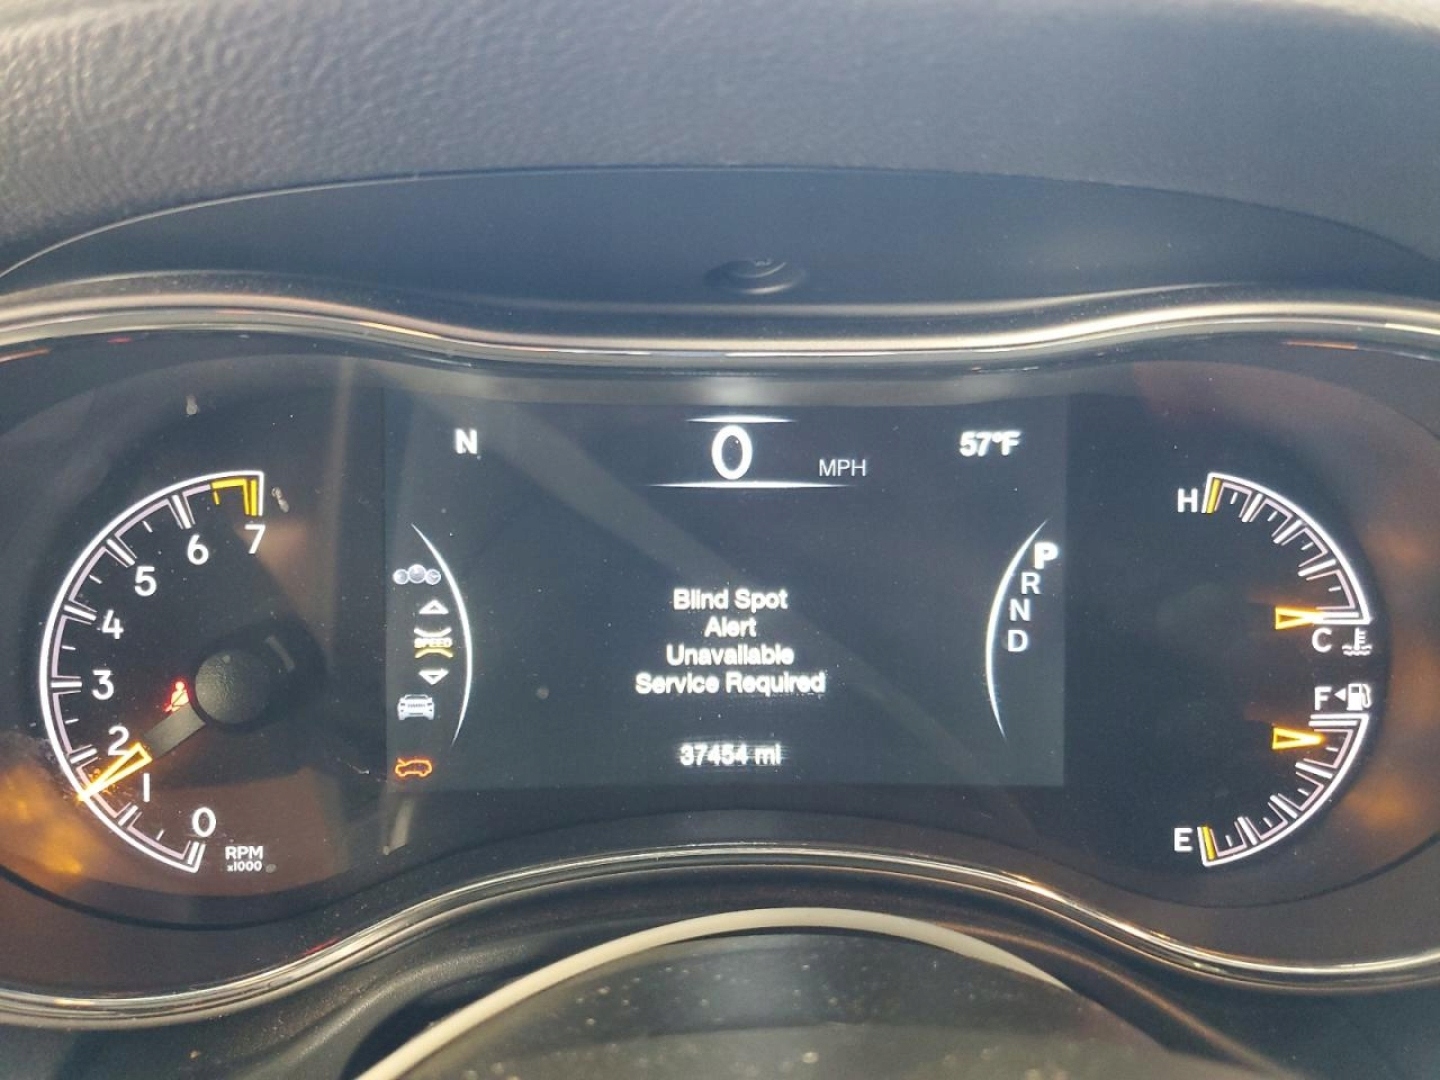 N
0 MPH
57°F
0
1
2
3
4
5
6
7
RPM
x1000
SPEED
Blind Spot
Alert
Unavailable
Service Required
37454 mi
P
R
N
D
H
C
F
E